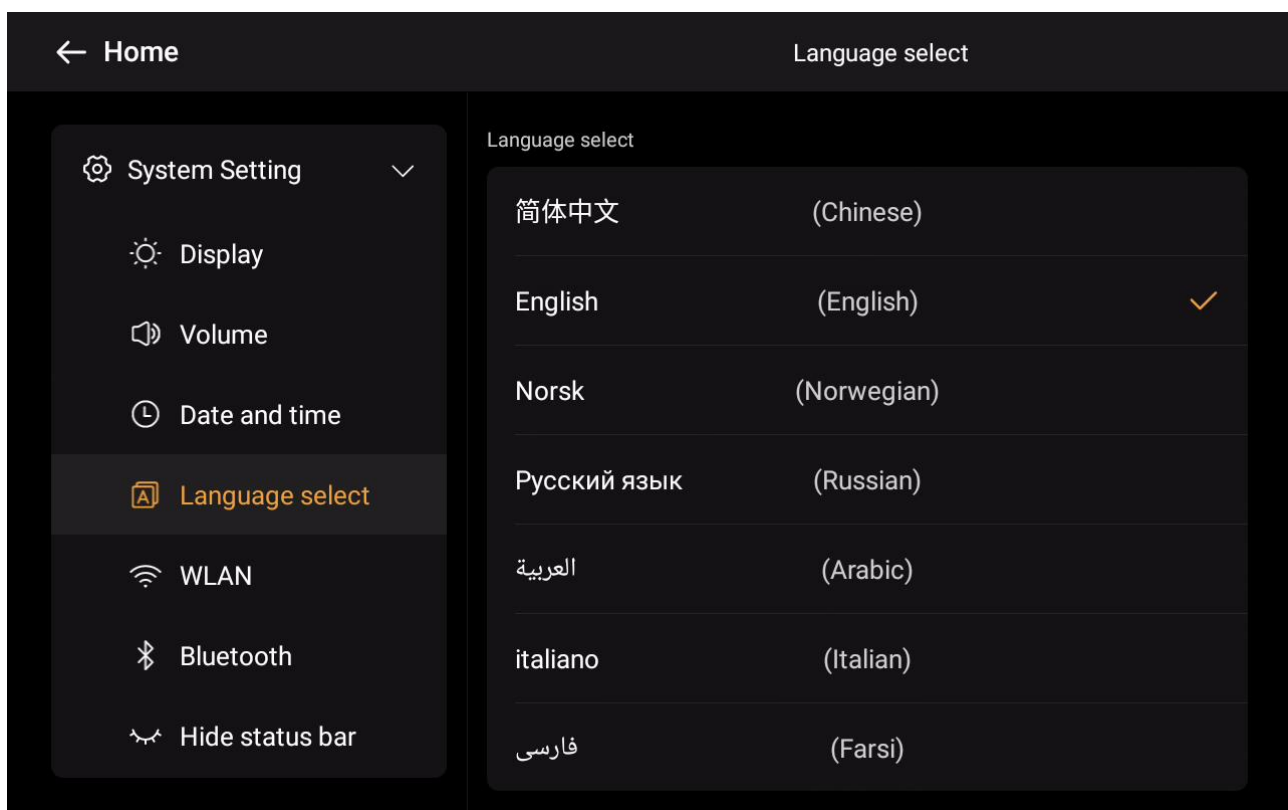 Home
Language select
System Setting
Display
Volume
Date and time
Language select
WLAN
Bluetooth
Hide status bar
Language select
简体中文 (Chinese)
English (English)
Norsk (Norwegian)
Русский язык (Russian)
العربية (Arabic)
italiano (Italian)
فارسی (Farsi)